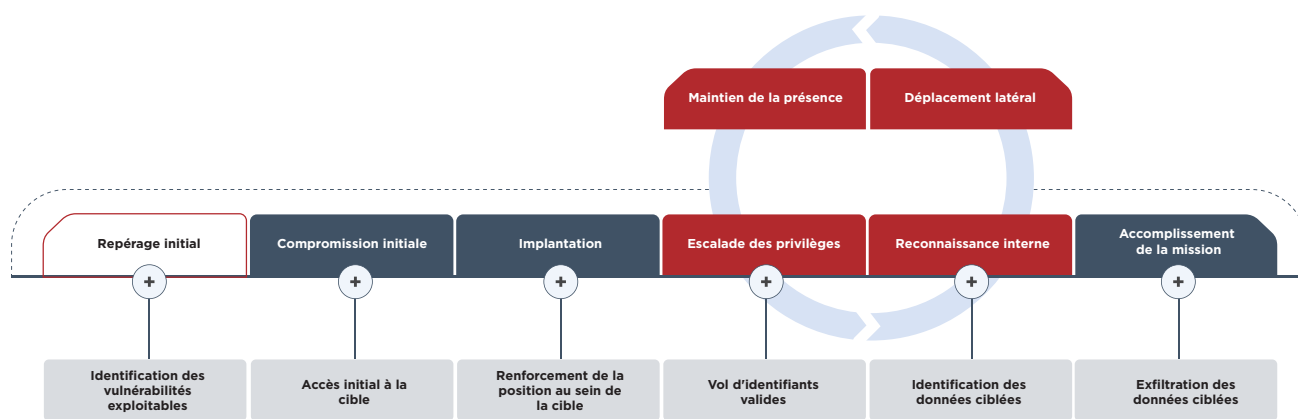 Maintien de la présence
Déplacement latéral
Repérage initial
Compromission initiale
Implantation
Escalade des privilèges
Reconnaissance interne
Accomplissement
de la mission
+
+
+
+
+
+
Identification des
vulnérabilités
exploitables
Accès initial à la
cible
Renforcement de la
position au sein de
la cible
Vol d'identifiants
valides
Identification des
données ciblées
Exfiltration des
données ciblées